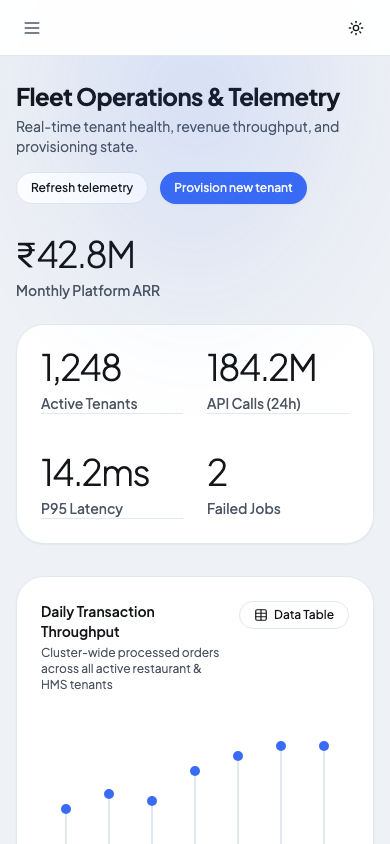 Fleet Operations & Telemetry
Real-time tenant health, revenue throughput, and
provisioning state.
Refresh telemetry
Provision new tenant
₹42.8M
Monthly Platform ARR
1,248
Active Tenants
184.2M
API Calls (24h)
14.2ms
P95 Latency
2
Failed Jobs
Daily Transaction
Throughput
Data Table
Cluster-wide processed orders
across all active restaurant &
HMS tenants